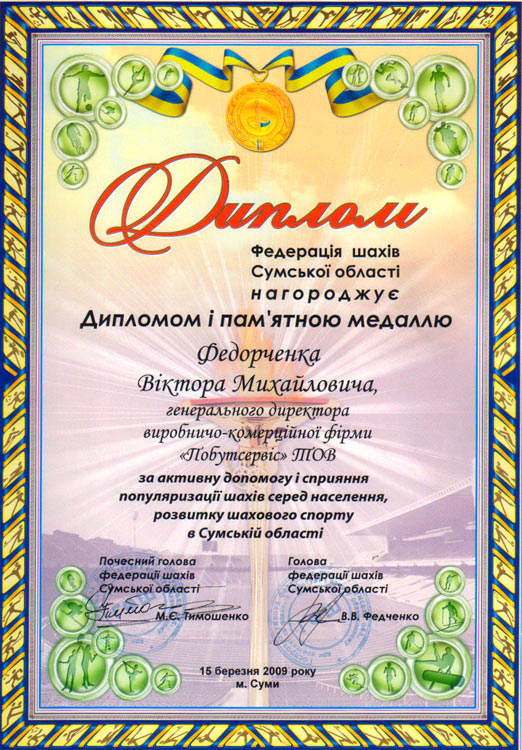 Диплом
Федерація шахів
Сумської області
нагороджує
Дипломом і пам'ятною медаллю
Федорченка
Віктора Михайловича,
генерального директора
виробничо-комерційної фірми
«Побутсервіс» ТОВ
за активну допомогу і сприяння
популяризації шахів серед населення,
розвитку шахового спорту
в Сумській області
Почесний голова
федерації шахів
Сумської області
М.Є. Тимошенко
Голова
федерації шахів
Сумської області
В.В. Федченко
15 березня 2009 року
м. Суми